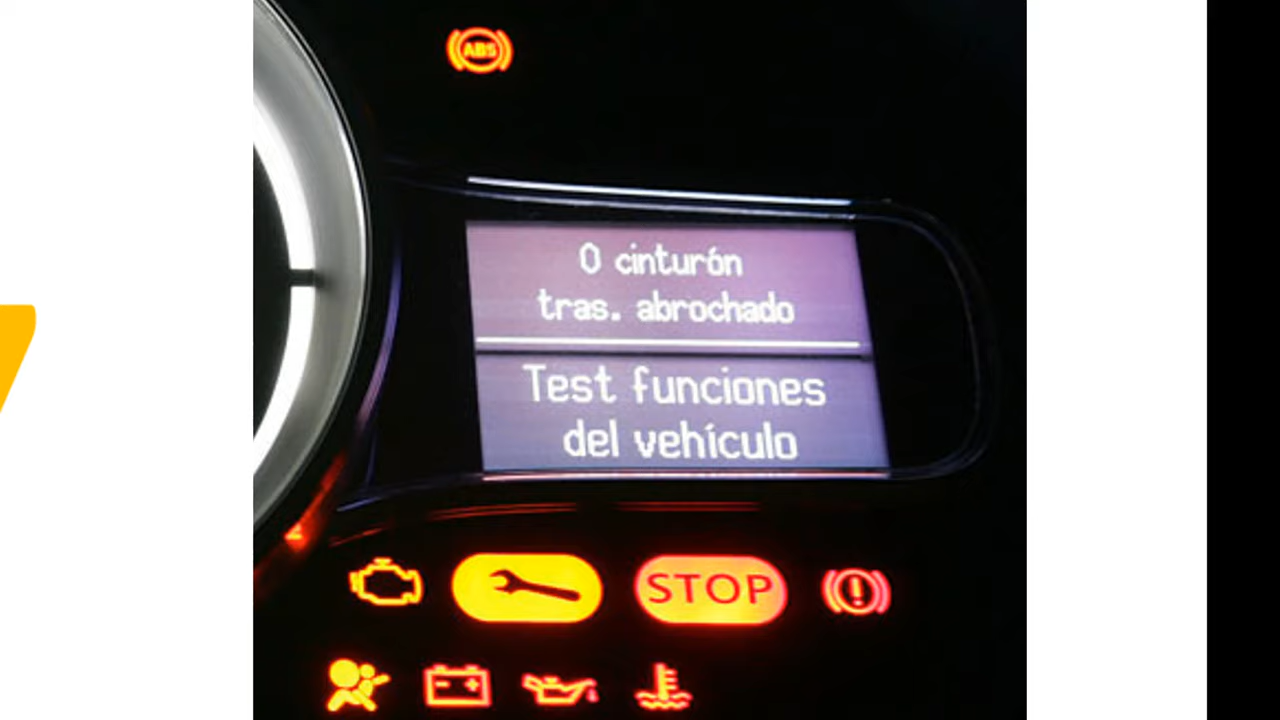 ABS
0 cinturón
tras. abrochado
Test funciones
del vehículo
STOP